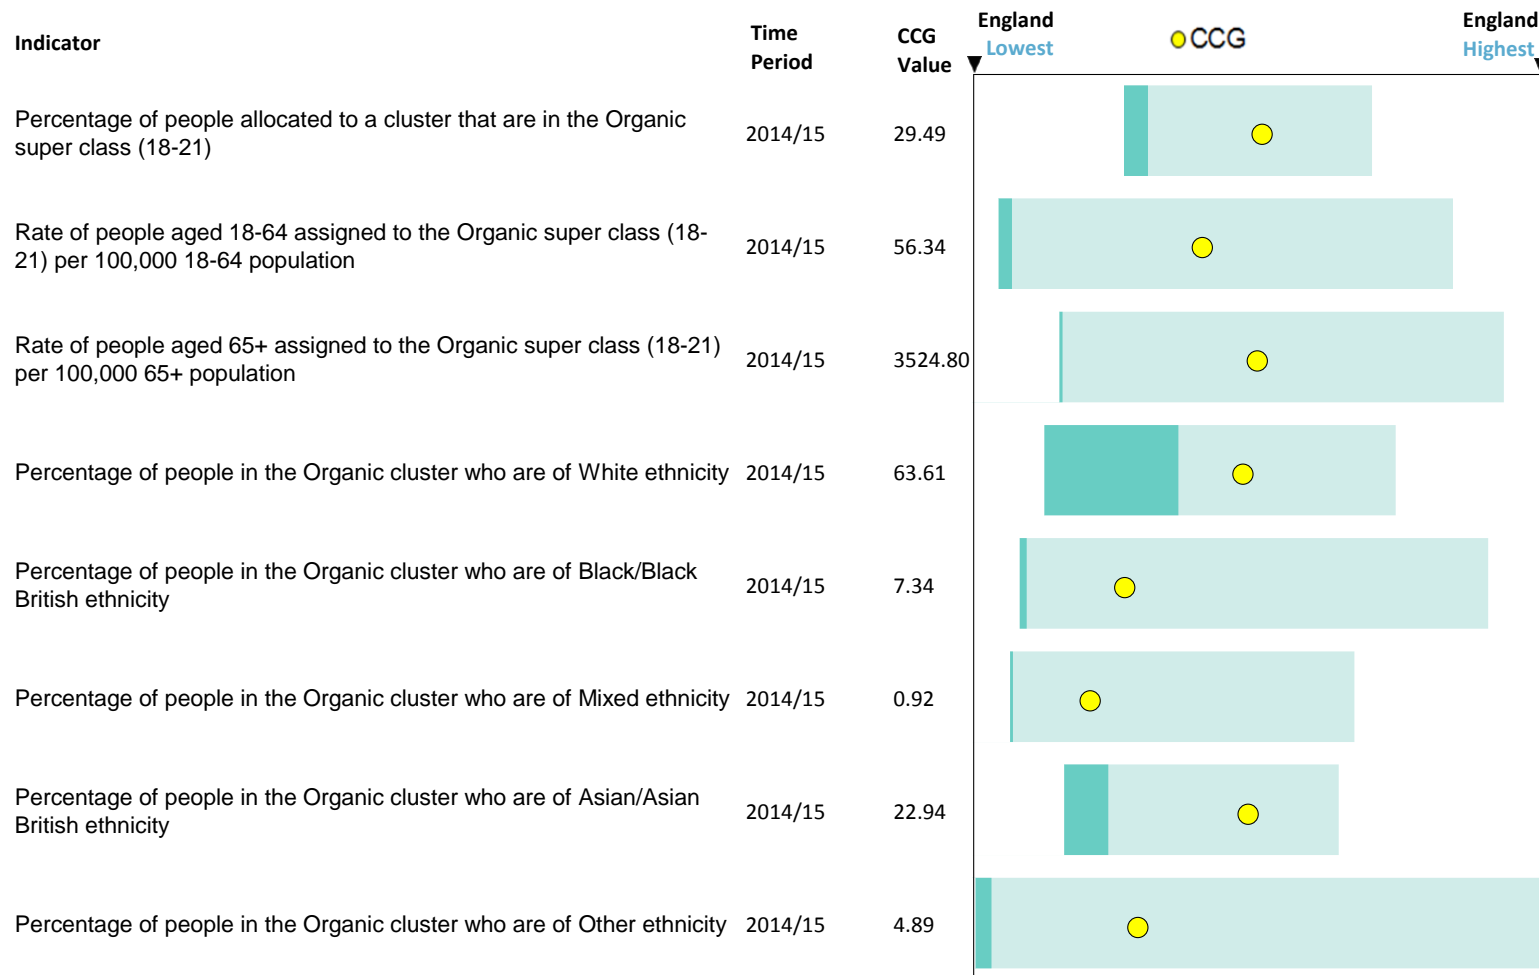 Indicator
Time Period
CCG Value
England Lowest
CCG
England Highest
Percentage of people allocated to a cluster that are in the Organic
super class (18-21)
2014/15
29.49
Rate of people aged 18-64 assigned to the Organic super class (18-
21) per 100,000 18-64 population
2014/15
56.34
Rate of people aged 65+ assigned to the Organic super class (18-21)
per 100,000 65+ population
2014/15
3524.80
Percentage of people in the Organic cluster who are of White ethnicity
2014/15
63.61
Percentage of people in the Organic cluster who are of Black/Black
British ethnicity
2014/15
7.34
Percentage of people in the Organic cluster who are of Mixed ethnicity
2014/15
0.92
Percentage of people in the Organic cluster who are of Asian/Asian
British ethnicity
2014/15
22.94
Percentage of people in the Organic cluster who are of Other ethnicity
2014/15
4.89